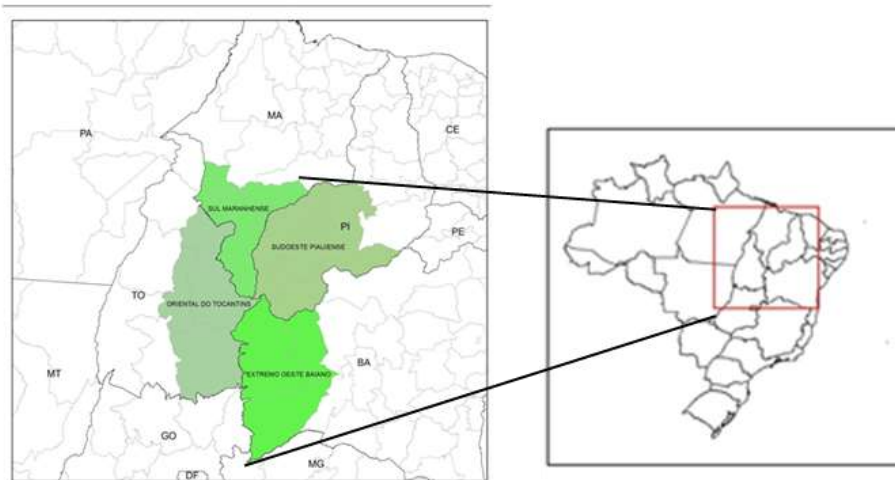 MA
PA
CE
SUL MARANHENSE
PI
PE
SUDOESTE PIAUIENSE
TO
ORIENTAL DO TOCANTINS
BA
MT
EXTREMO OESTE BAIANO
GO
MG
DF